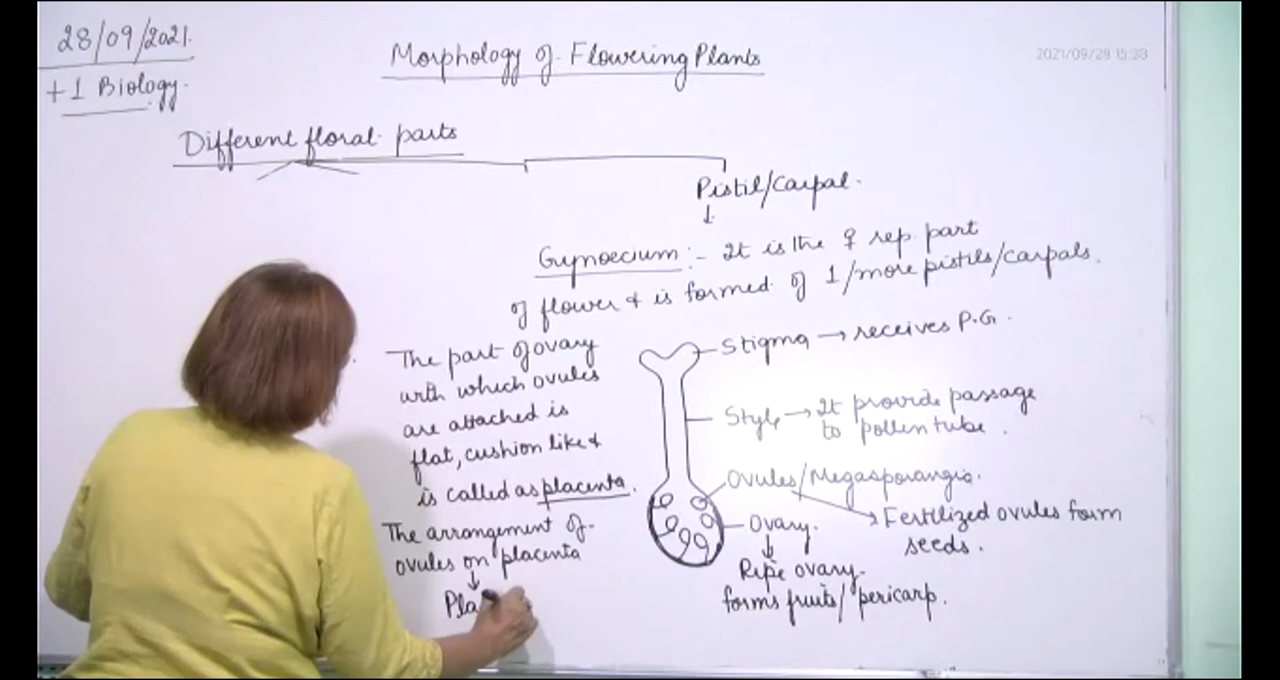 28/09/2021.
+1 Biology.
Morphology of Flowering Plants
2021/09/28 15:38
Different floral parts
Pistil/Carpal.
Gynoecium :- It is the ♀ rep. part
of flower & is formed of 1/more pistils/carpals.
The part of ovary
with which ovules
are attached is
flat, cushion like &
is called as placenta.
The arrangement of
ovules on placenta
↓
Pla
Stigma → receives P.G.
Style → It provide passage
to pollen tube.
Ovules/Megasporangia.
→ Fertilized ovules form
seeds.
Ovary.
↓
Ripe ovary
forms fruits/pericarp.